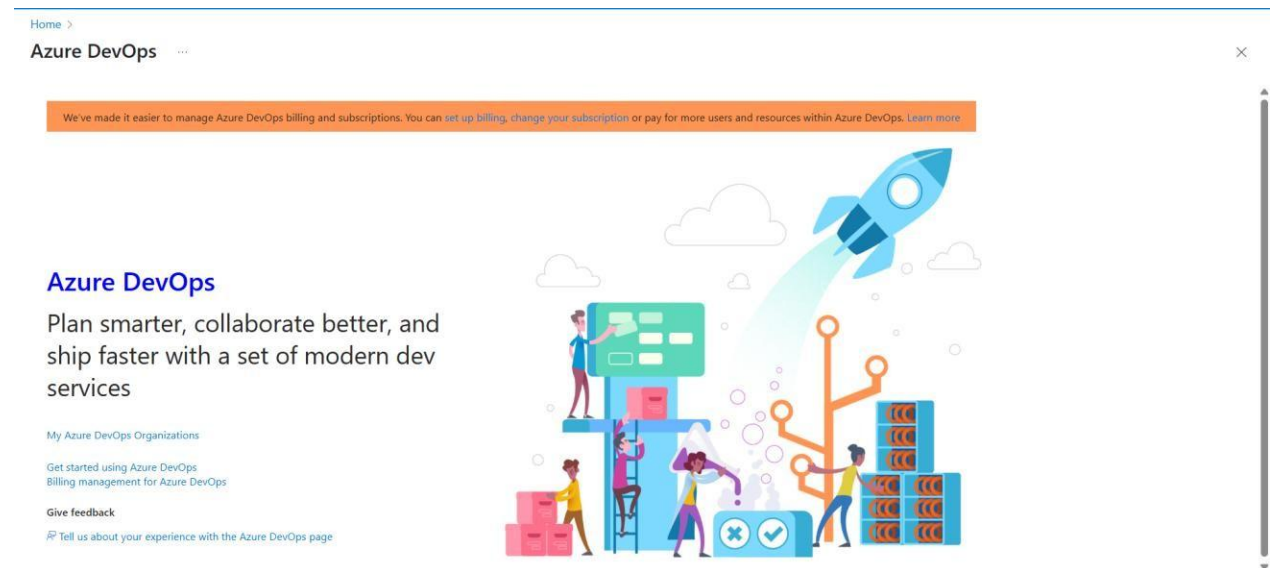 Home >
Azure DevOps ...
We've made it easier to manage Azure DevOps billing and subscriptions. You can set up billing, change your subscription or pay for more users and resources within Azure DevOps. Learn more
Azure DevOps
Plan smarter, collaborate better, and
ship faster with a set of modern dev
services
My Azure DevOps Organizations
Get started using Azure DevOps
Billing management for Azure DevOps
Give feedback
Tell us about your experience with the Azure DevOps page